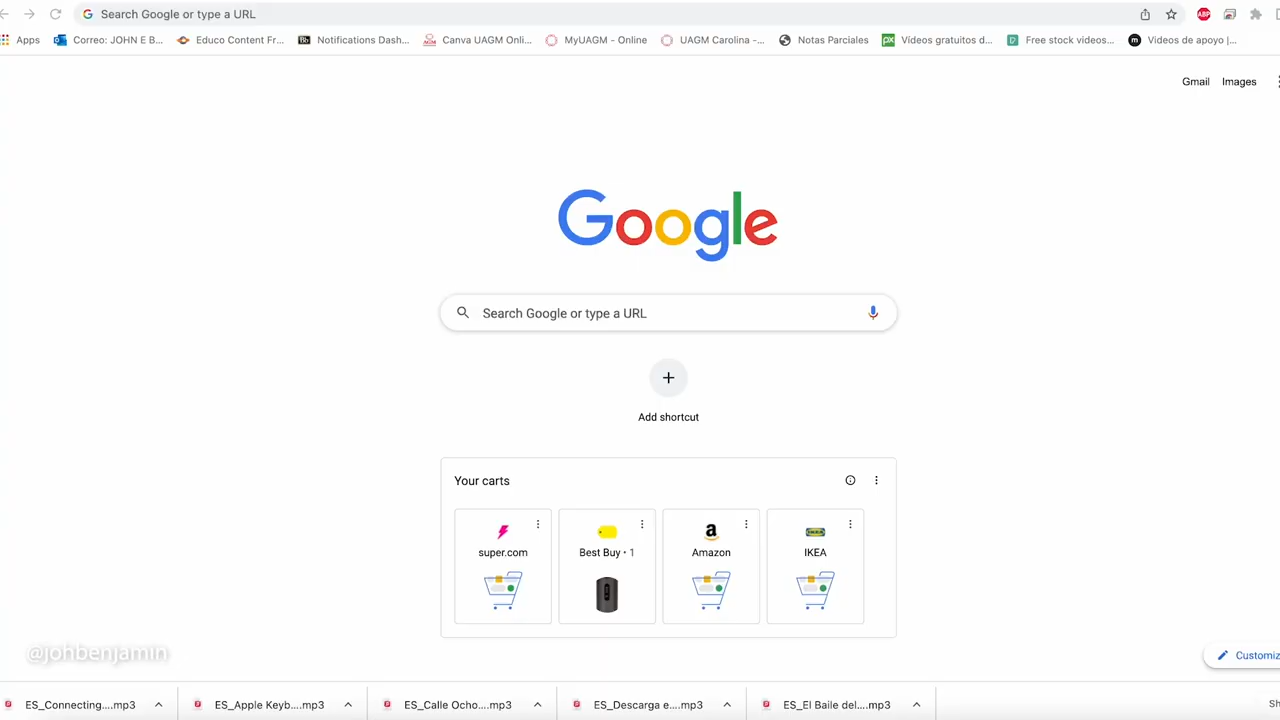 Search Google or type a URL
Apps Correo: JOHN E B... Educo Content Fr... Notifications Dash... Canva UAGM Onli... MyUAGM - Online UAGM Carolina -... Notas Parciales Vídeos gratuitos d... Free stock videos... Videos de apoyo |...
Gmail Images
Google
Search Google or type a URL
Add shortcut
Your carts
super.com Best Buy • 1 Amazon IKEA
@johbenjamin
Customiz
ES_Connecting....mp3 ES_Apple Keyb....mp3 ES_Calle Ocho....mp3 ES_Descarga e....mp3 ES_El Baile del....mp3 Sh